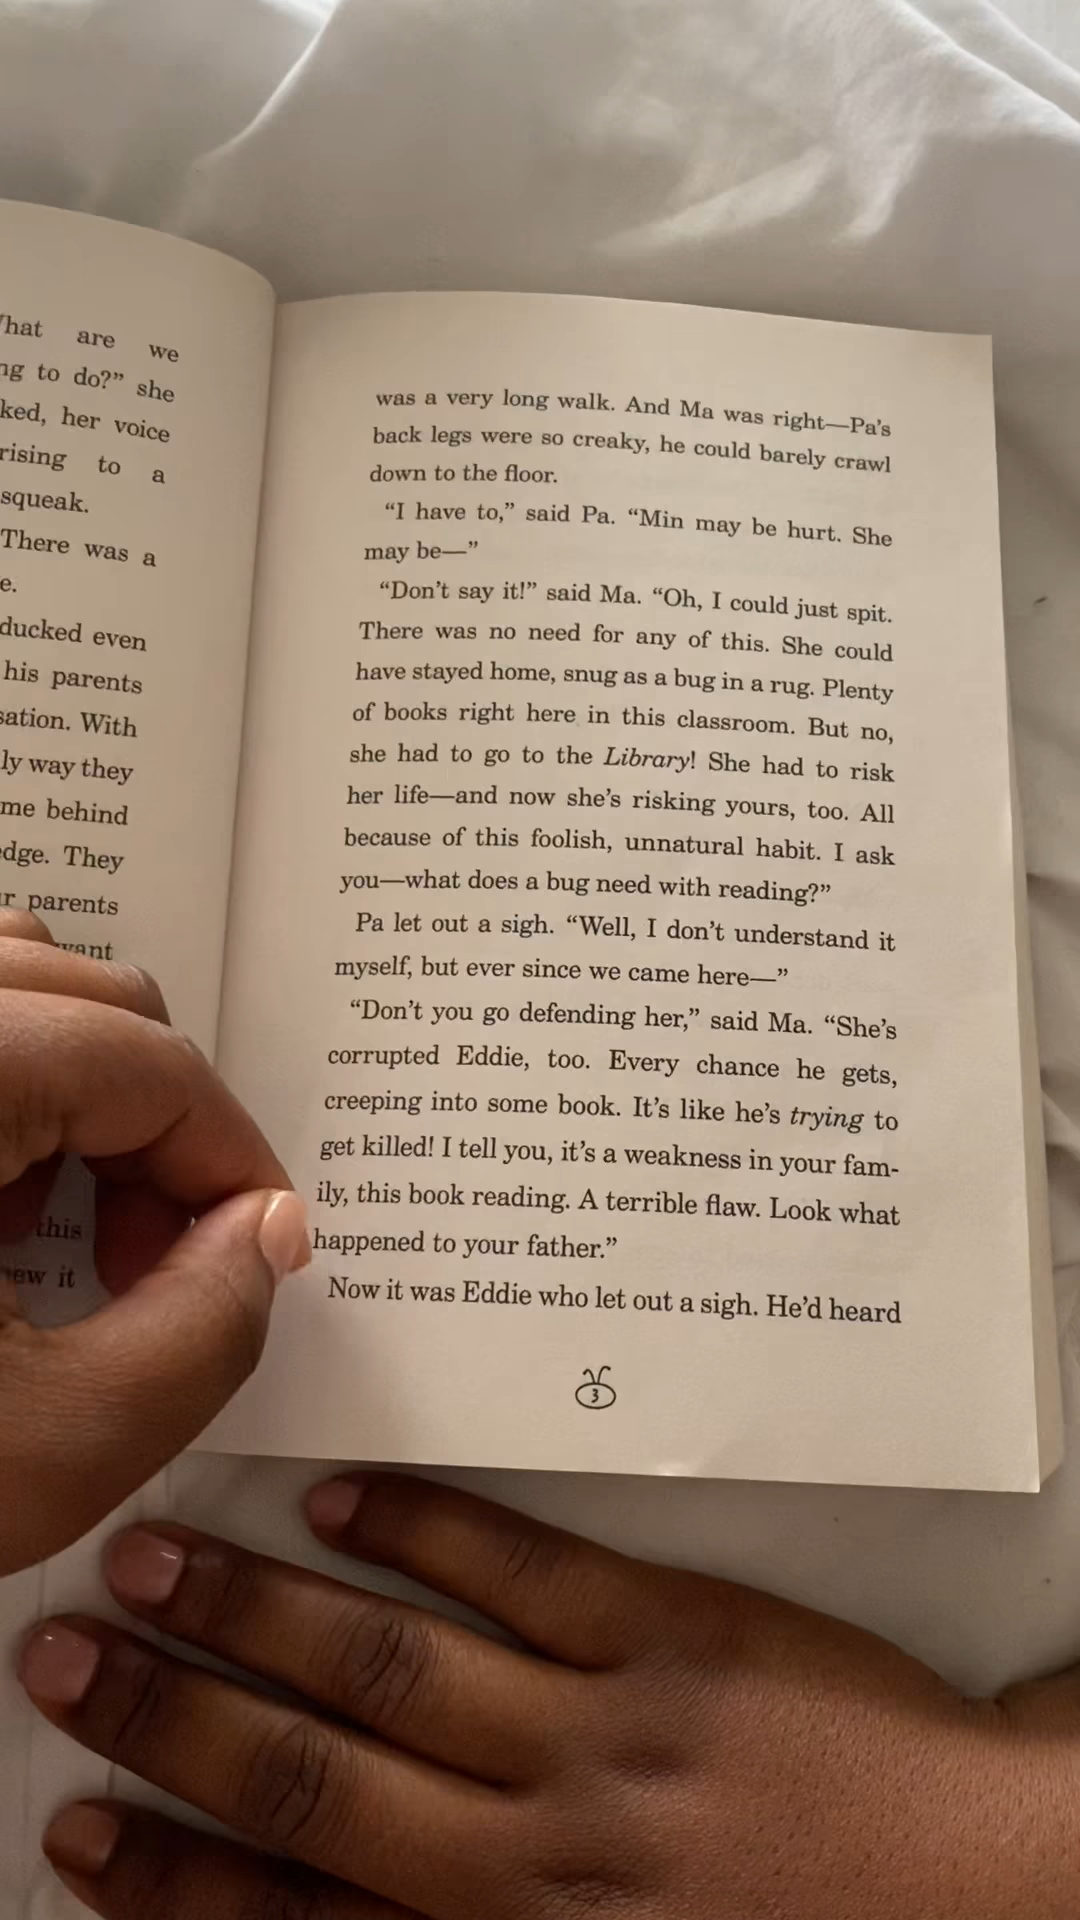 are we
to do?” she
her voice
rising to a
squeak.
There was a
ducked even
his parents
With
way they
me behind
They
parents
this
it
was a very long walk. And Ma was right—Pa’s
back legs were so creaky, he could barely crawl
down to the floor.
“I have to,” said Pa. “Min may be hurt. She
may be—”
“Don’t say it!” said Ma. “Oh, I could just spit.
There was no need for any of this. She could
have stayed home, snug as a bug in a rug. Plenty
of books right here in this classroom. But no,
she had to go to the Library! She had to risk
her life—and now she’s risking yours, too. All
because of this foolish, unnatural habit. I ask
you—what does a bug need with reading?”
Pa let out a sigh. “Well, I don’t understand it
myself, but ever since we came here—”
“Don’t you go defending her,” said Ma. “She’s
corrupted Eddie, too. Every chance he gets,
creeping into some book. It’s like he’s trying to
get killed! I tell you, it’s a weakness in your fam-
ily, this book reading. A terrible flaw. Look what
happened to your father.”
Now it was Eddie who let out a sigh. He’d heard
3